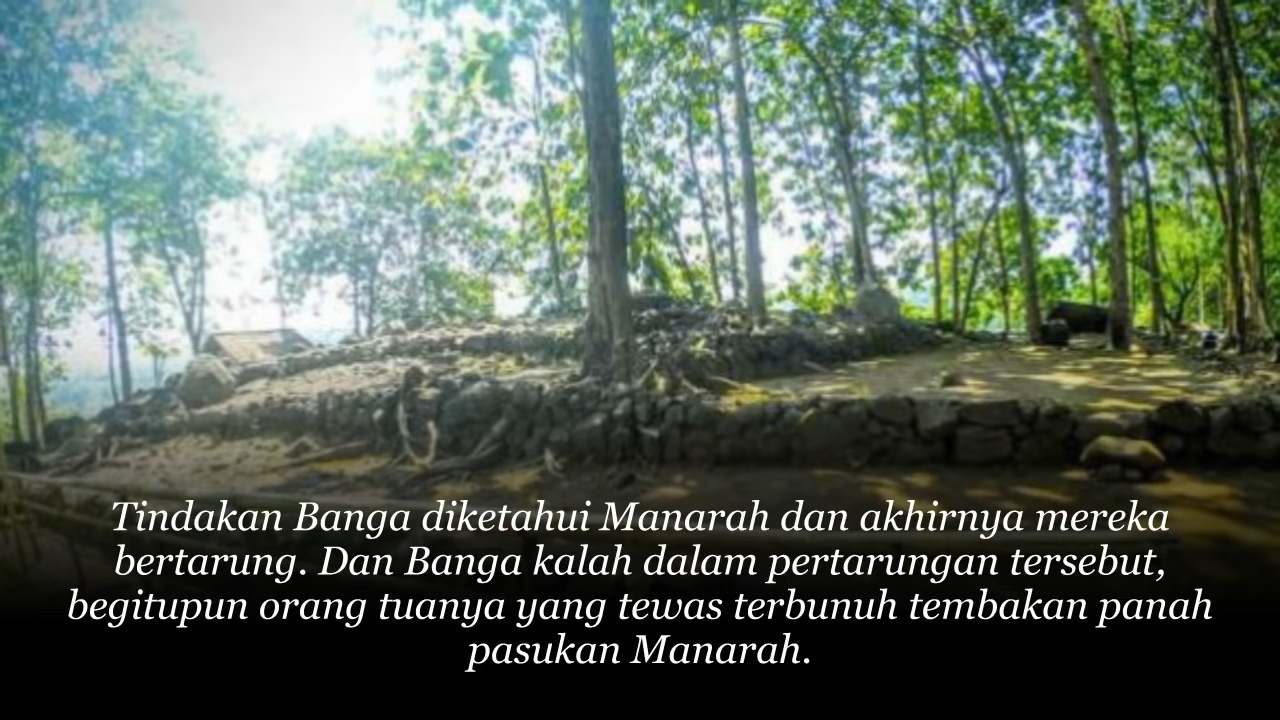 Tindakan Banga diketahui Manarah dan akhirnya mereka
bertarung. Dan Banga kalah dalam pertarungan tersebut,
begitupun orang tuanya yang tewas terbunuh tembakan panah
pasukan Manarah.